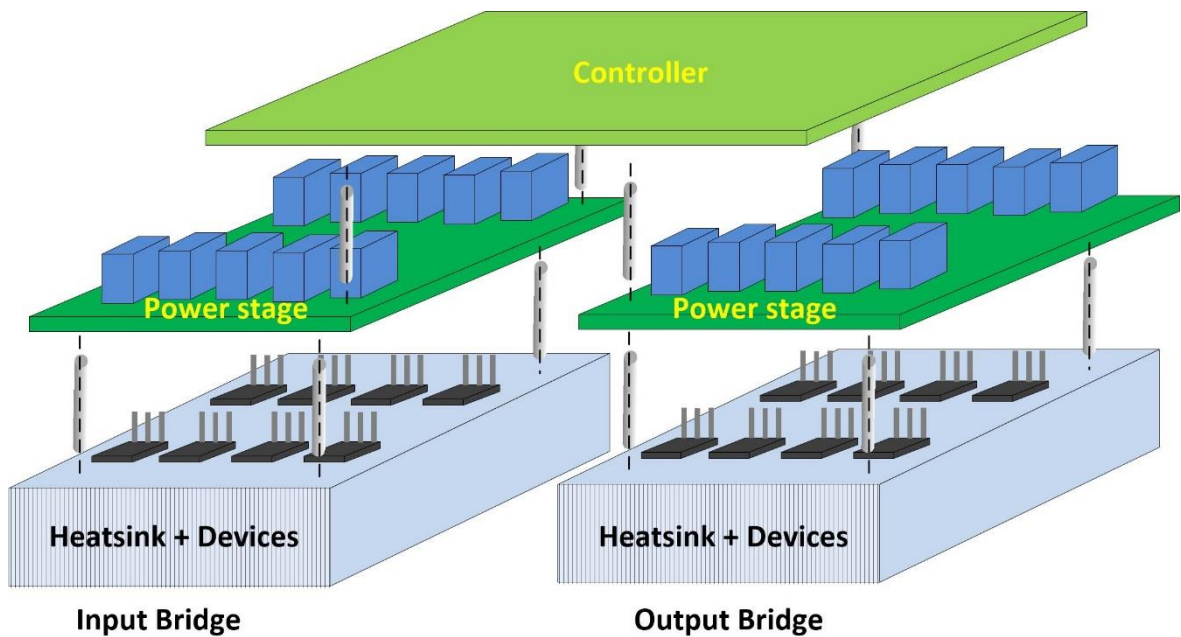 Controller
Power stage
Power stage
Heatsink + Devices
Heatsink + Devices
Input Bridge
Output Bridge